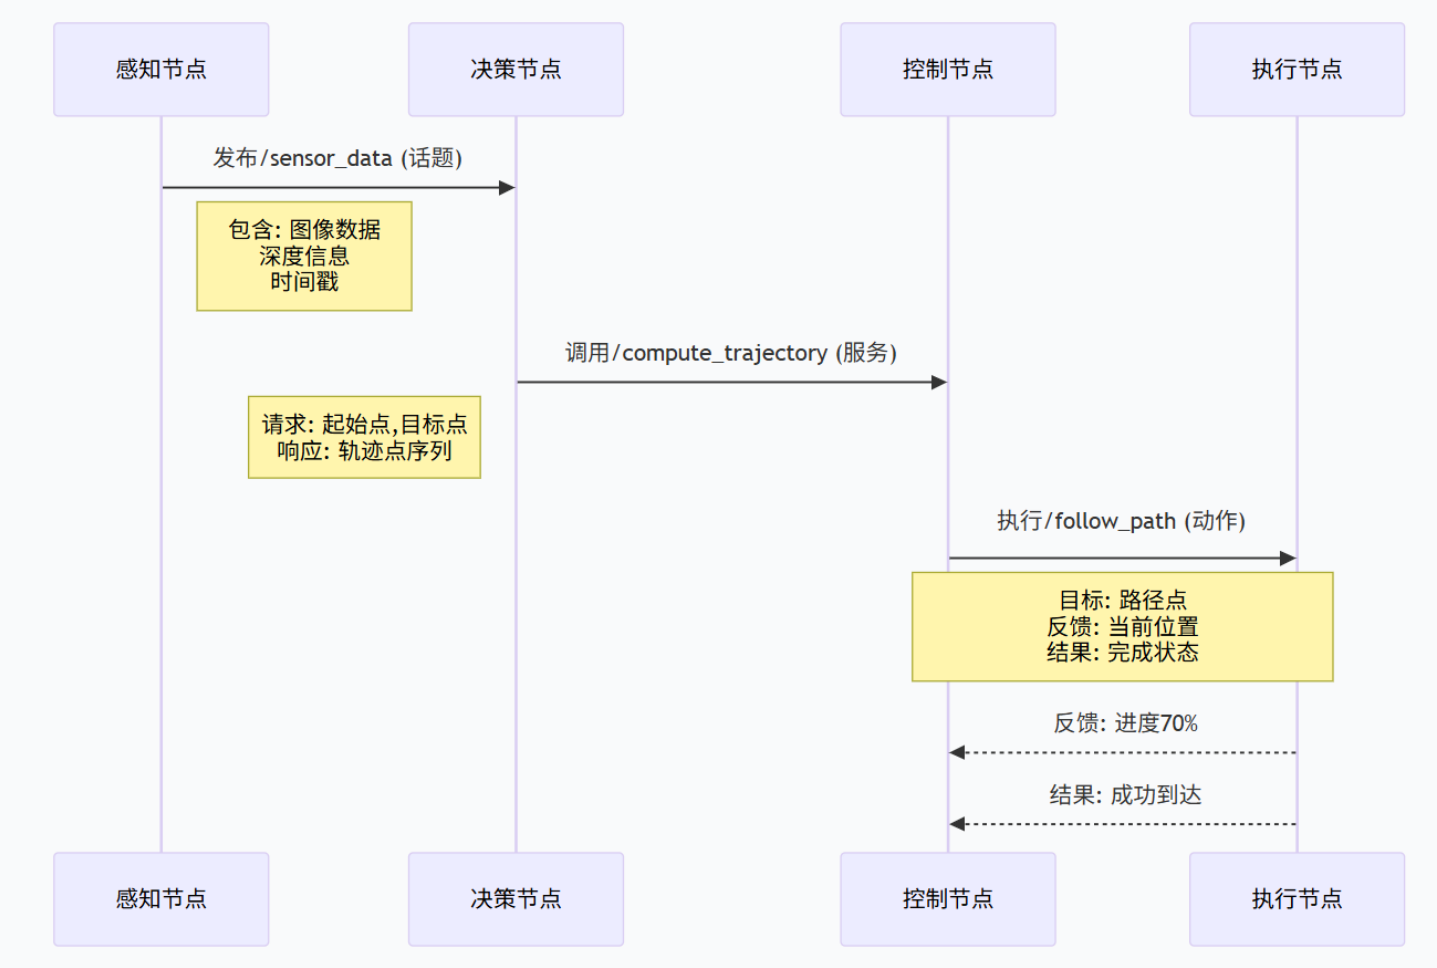 感知节点
决策节点
控制节点
执行节点
发布/sensor_data (话题)
包含: 图像数据
深度信息
时间戳
调用/compute_trajectory (服务)
请求: 起始点,目标点
响应: 轨迹点序列
执行/follow_path (动作)
目标: 路径点
反馈: 当前位置
结果: 完成状态
反馈: 进度70%
结果: 成功到达
感知节点
决策节点
控制节点
执行节点